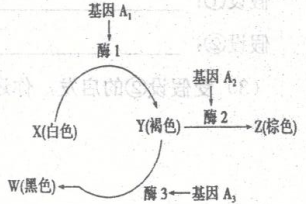 基因 A₁
酶 1
基因 A₂
酶 2
X(白色)
Y(褐色)
Z(棕色)
W(黑色)
酶 3
基因 A₃